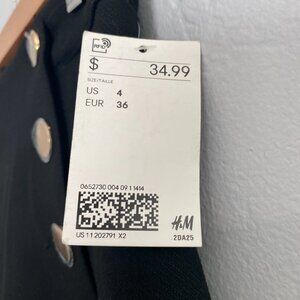 RFID
$ 34.99
SIZE/TAILLE
US 4
EUR 36
0652730 004 09 1 1414
US 11 202791 X2
H&M
2DA25